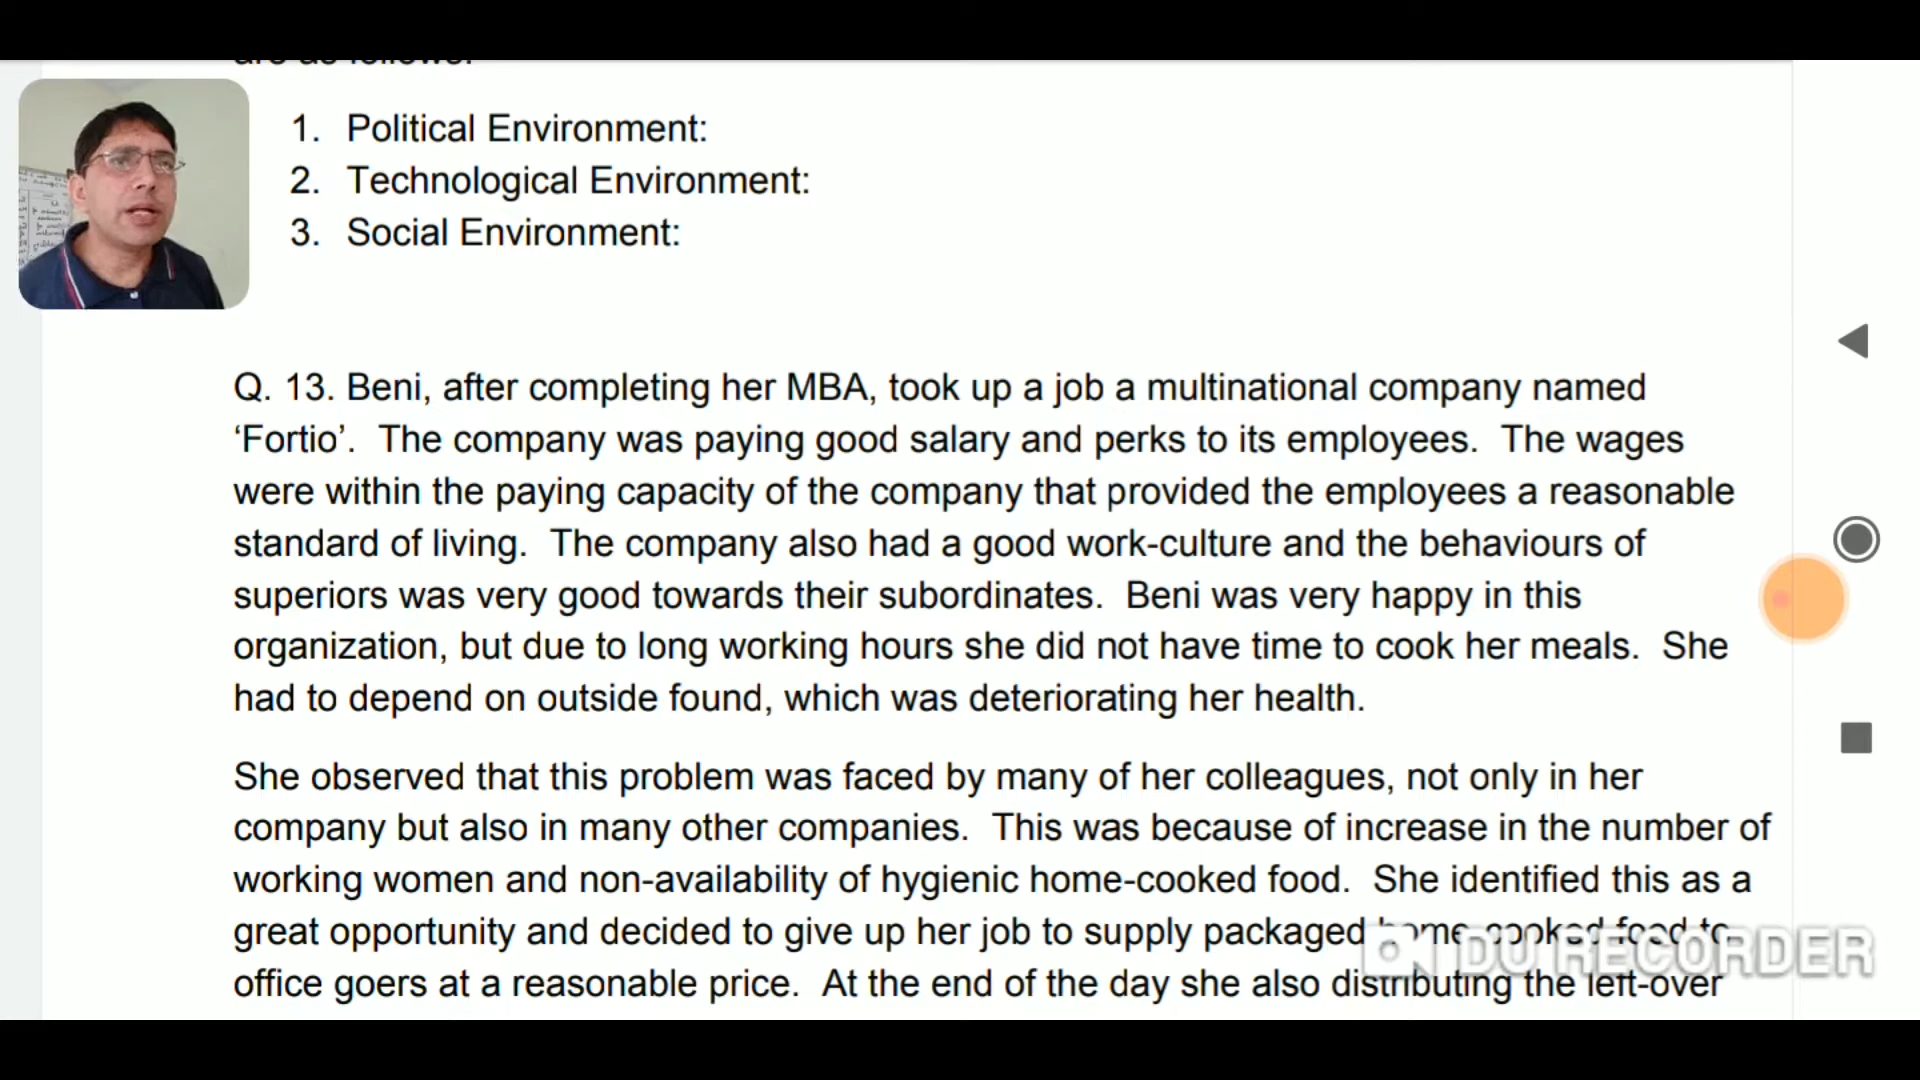 are as follows:
1. Political Environment:
2. Technological Environment:
3. Social Environment:
Q. 13. Beni, after completing her MBA, took up a job a multinational company named
‘Fortio’. The company was paying good salary and perks to its employees. The wages
were within the paying capacity of the company that provided the employees a reasonable
standard of living. The company also had a good work-culture and the behaviours of
superiors was very good towards their subordinates. Beni was very happy in this
organization, but due to long working hours she did not have time to cook her meals. She
had to depend on outside found, which was deteriorating her health.
She observed that this problem was faced by many of her colleagues, not only in her
company but also in many other companies. This was because of increase in the number of
working women and non-availability of hygienic home-cooked food. She identified this as a
great opportunity and decided to give up her job to supply packaged home-cooked food to
office goers at a reasonable price. At the end of the day she also distributing the left-over
DU RECORDER